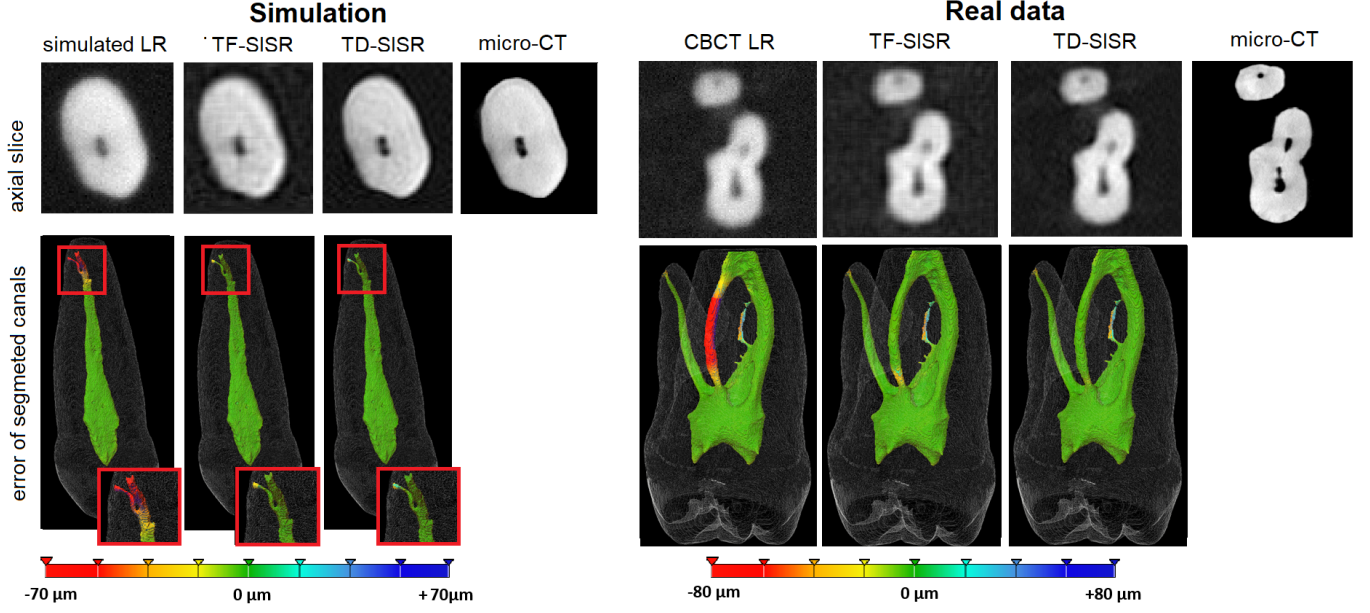 Simulation
simulated LR TF-SISR TD-SISR micro-CT
axial slice
error of segmeted canals
-70 µm 0 µm +70µm
Real data
CBCT LR TF-SISR TD-SISR micro-CT
-80 µm 0 µm +80 µm